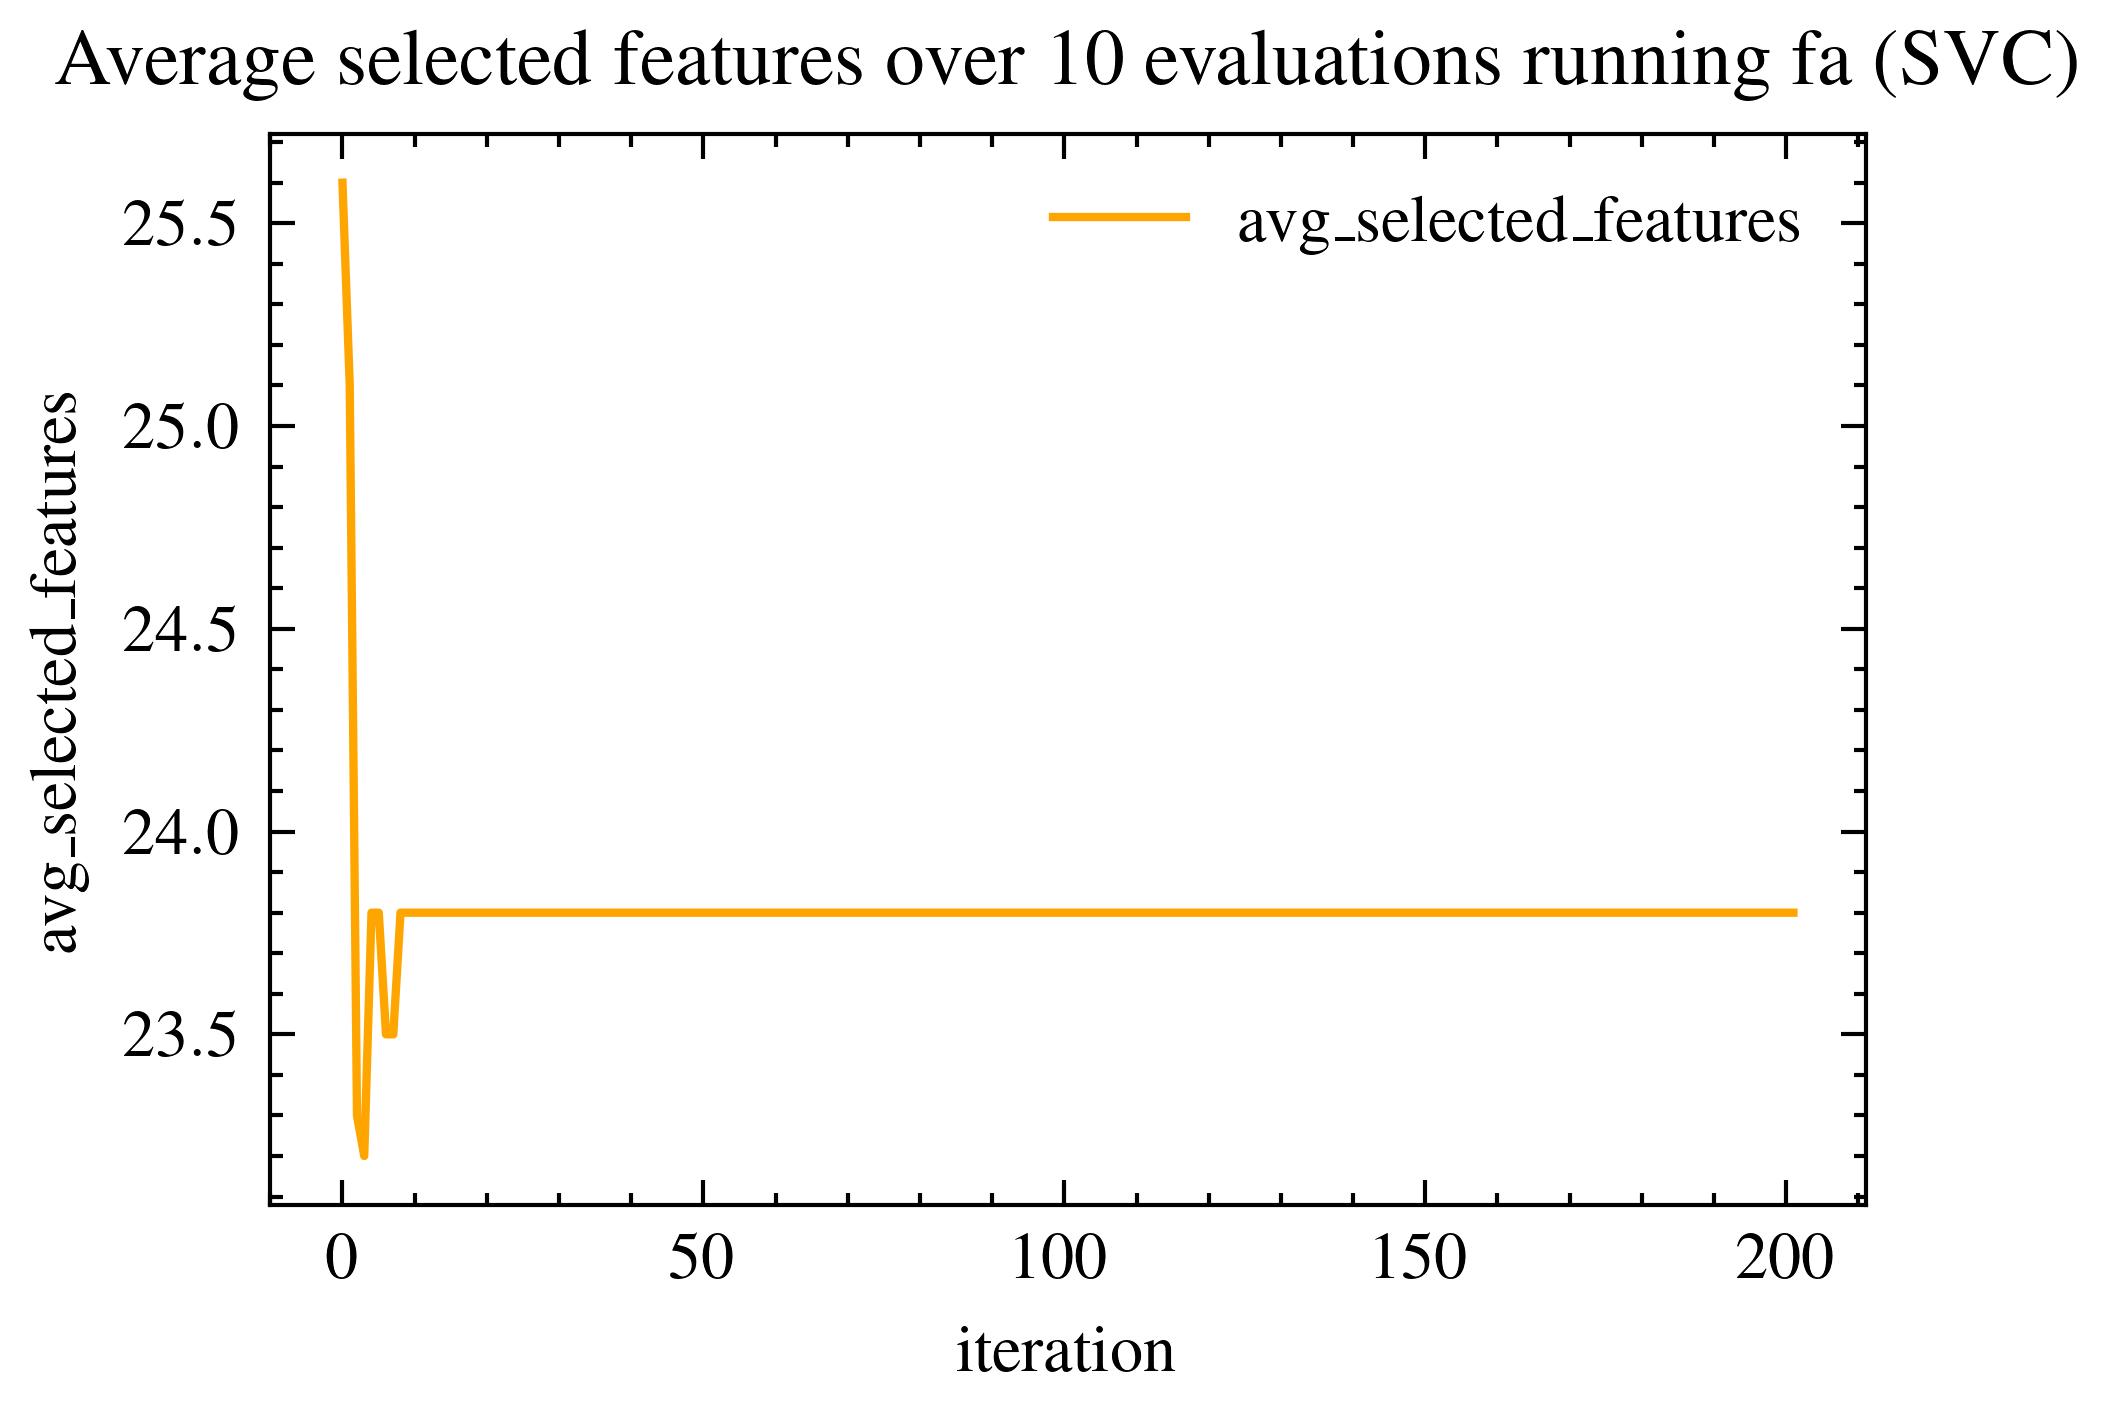 Average selected features over 10 evaluations running fa (SVC)
avg_selected_features
25.5
25.0
24.5
24.0
23.5
avg_selected_features
0 50 100 150 200
iteration